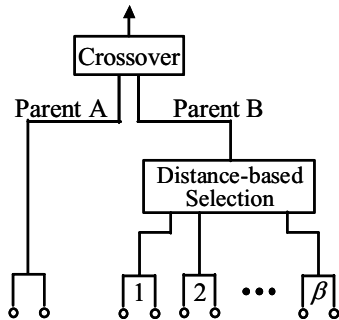 Crossover
Parent A Parent B
Distance-based
Selection
1 2 ••• β